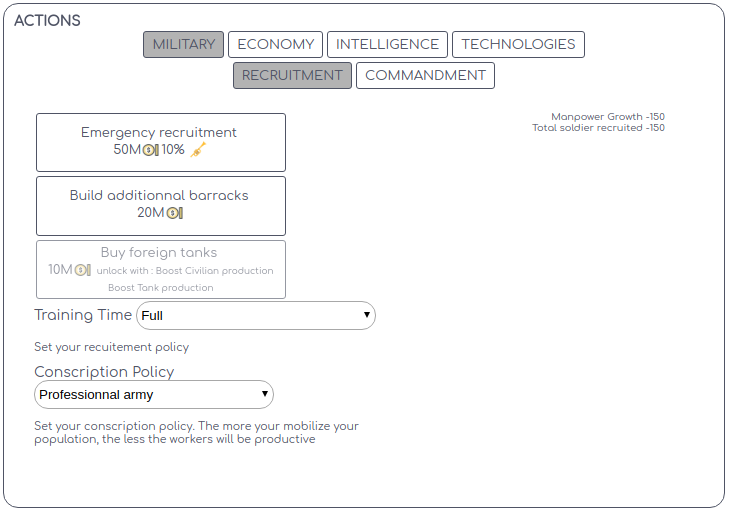 ACTIONS
MILITARY ECONOMY INTELLIGENCE TECHNOLOGIES
RECRUITMENT COMMANDMENT
Manpower Growth -150
Total soldier recruited -150
Emergency recruitment
50M 10%
Build additionnal barracks
20M
Buy foreign tanks
10M unlock with : Boost Civilian production
Boost Tank production
Training Time Full
Set your recuitement policy
Conscription Policy
Professionnal army
Set your conscription policy. The more your mobilize your
population, the less the workers will be productive